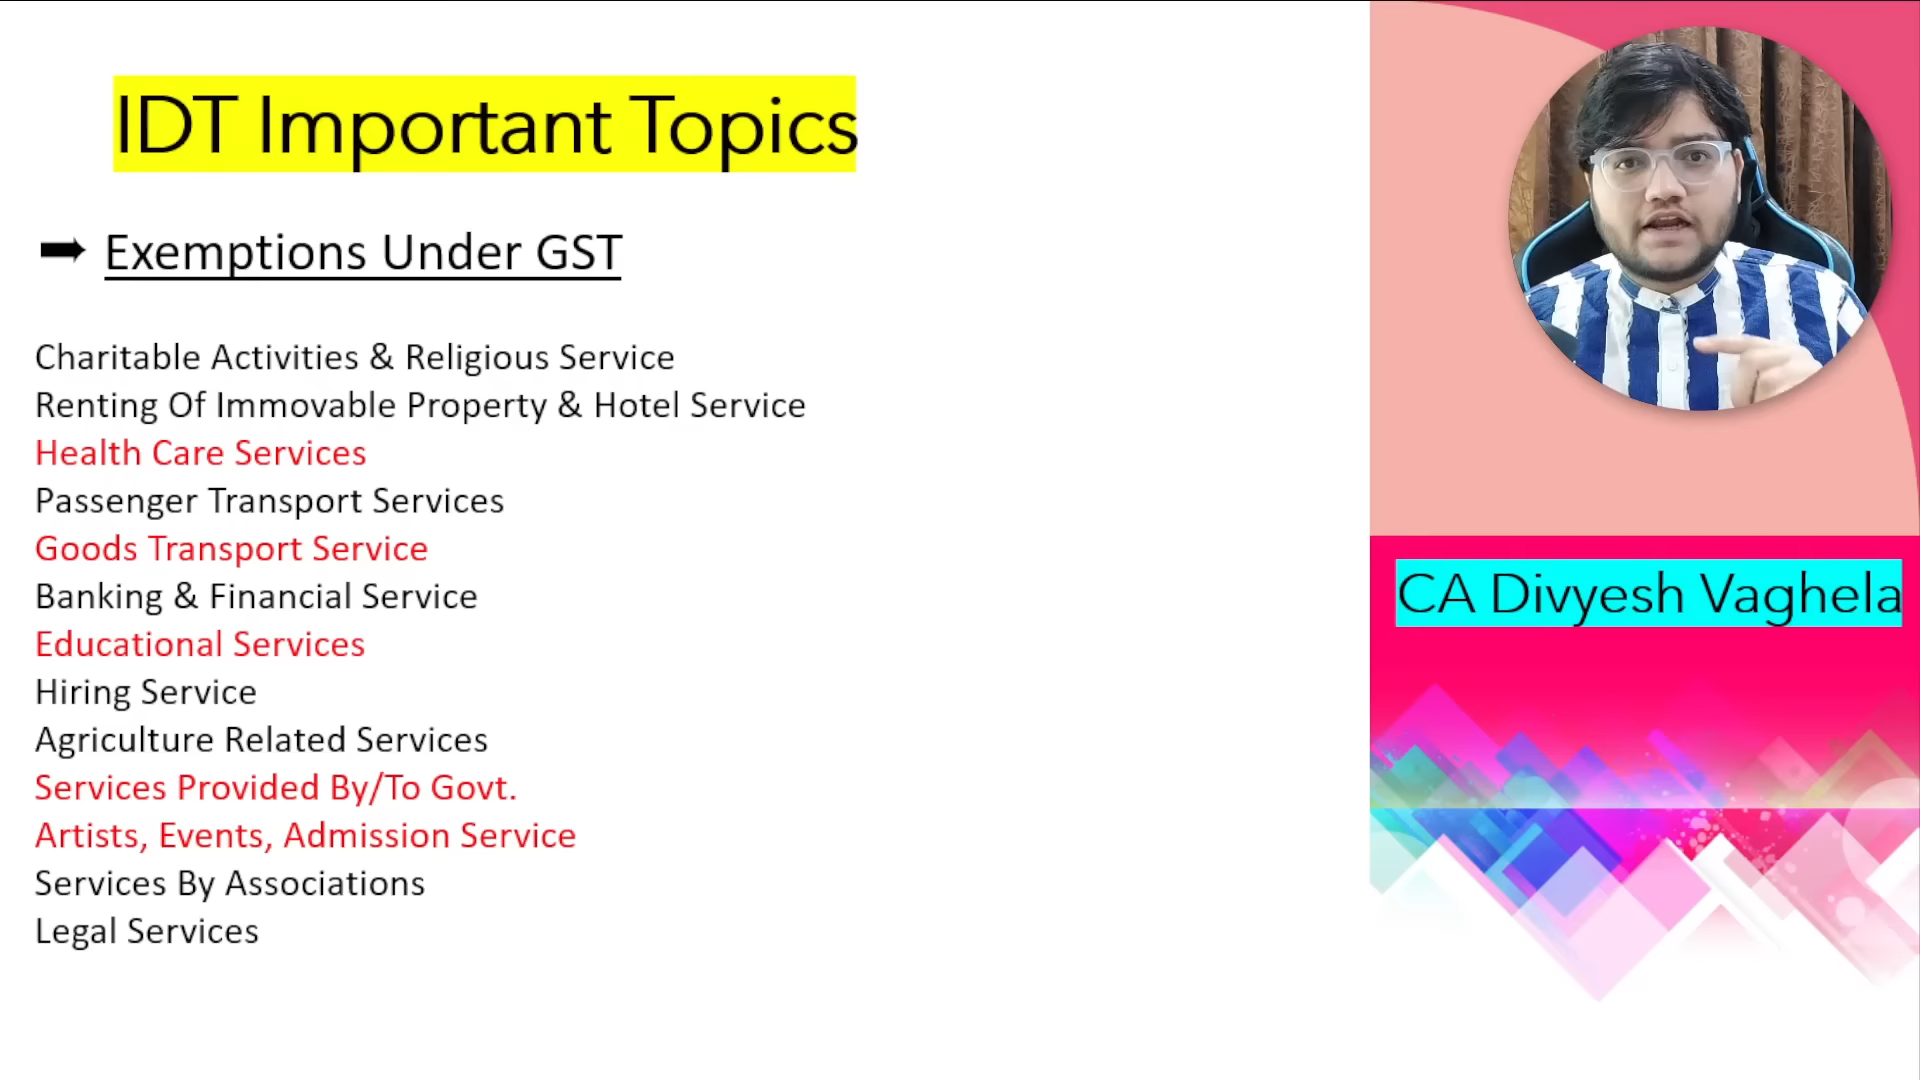 IDT Important Topics
➡ Exemptions Under GST
Charitable Activities & Religious Service
Renting Of Immovable Property & Hotel Service
Health Care Services
Passenger Transport Services
Goods Transport Service
Banking & Financial Service
Educational Services
Hiring Service
Agriculture Related Services
Services Provided By/To Govt.
Artists, Events, Admission Service
Services By Associations
Legal Services
CA Divyesh Vaghela